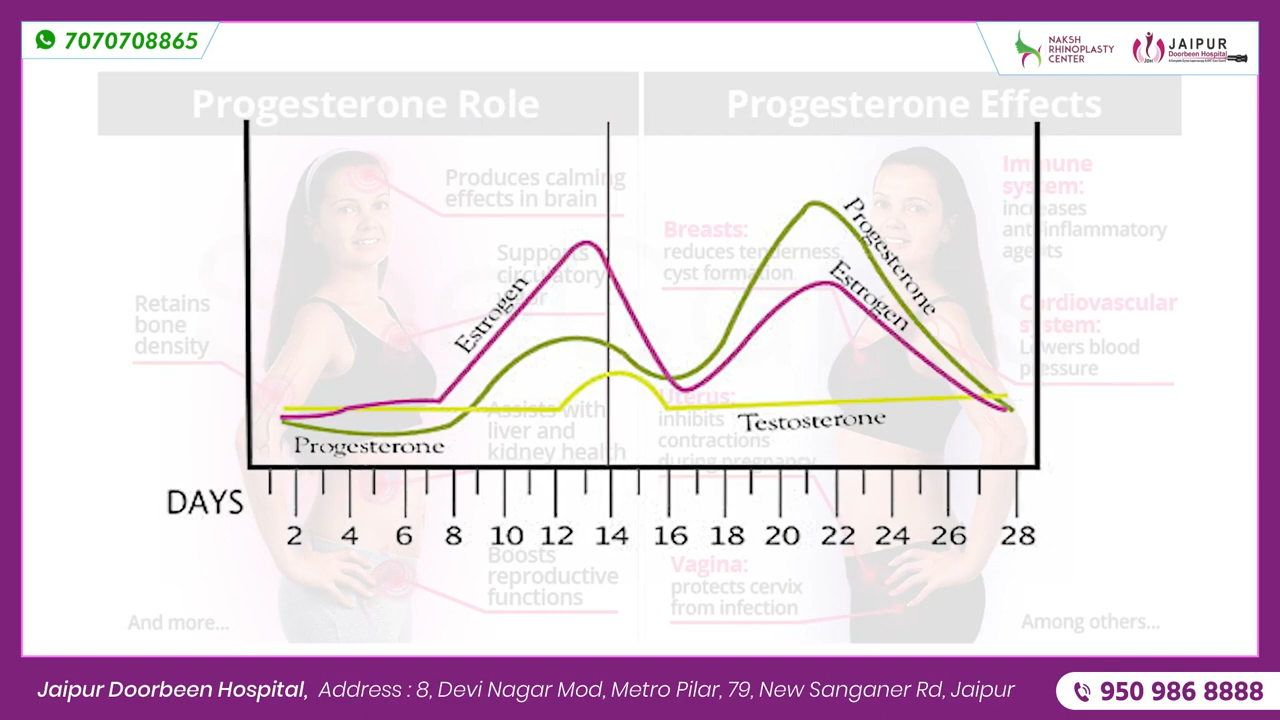 7070708865
NAKSH
RHINOPLASTY
CENTER
JAIPUR
Doorbeen Hospital
Progesterone Role
Progesterone Effects
Produces calming
effects in brain
Supports
circulatory
Retains
bone
density
Assists with
liver and
kidney health
Boosts
reproductive
functions
And more...
Breasts:
reduces tenderness,
cyst formation
Uterus:
inhibits
contractions
during pregnancy
Vagina:
protects cervix
from infection
Immune
system:
increases
anti inflammatory
agents
Cardiovascular
system:
Lowers blood
pressure
Among others...
Estrogen
Progesterone
Progesterone
Estrogen
Testosterone
DAYS
2 4 6 8 10 12 14 16 18 20 22 24 26 28
Jaipur Doorbeen Hospital, Address : 8, Devi Nagar Mod, Metro Pilar, 79, New Sanganer Rd, Jaipur
950 986 8888